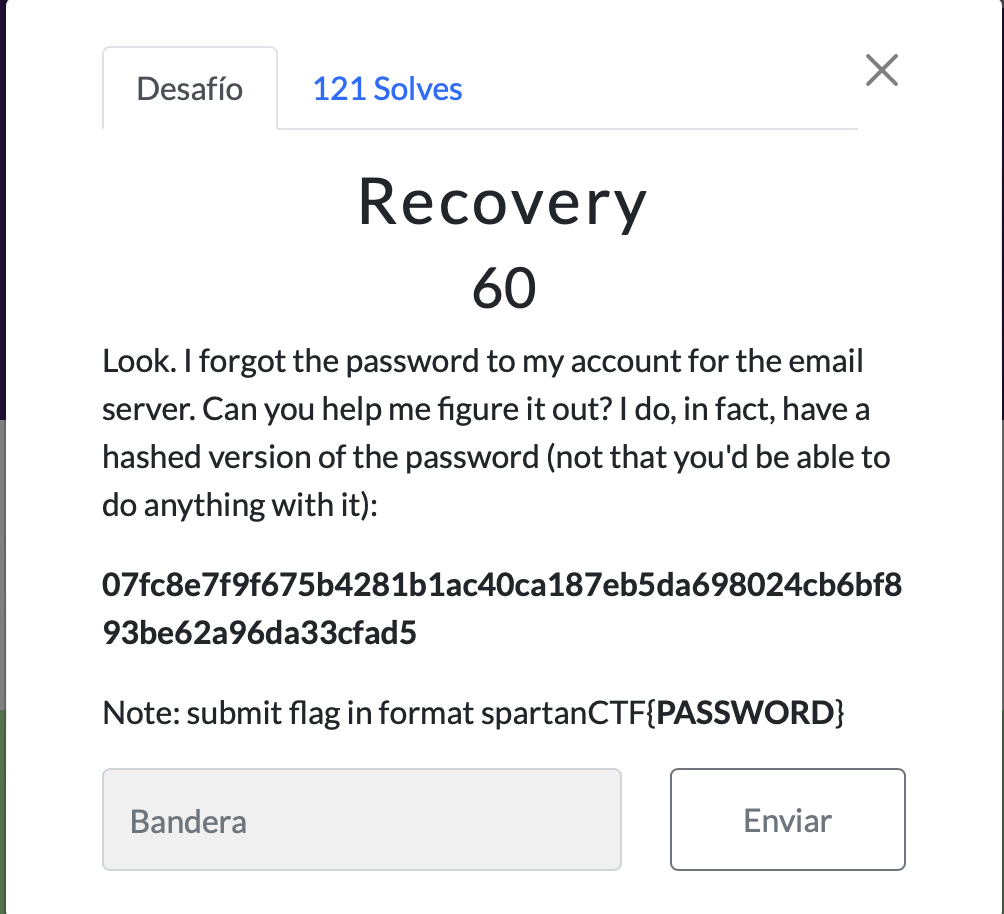 Desafío
121 Solves
Recovery
60
Look. I forgot the password to my account for the email
server. Can you help me figure it out? I do, in fact, have a
hashed version of the password (not that you'd be able to
do anything with it):
07fc8e7f9f675b4281b1ac40ca187eb5da698024cb6bf8
93be62a96da33cfad5
Note: submit flag in format spartanCTF{PASSWORD}
Bandera
Enviar